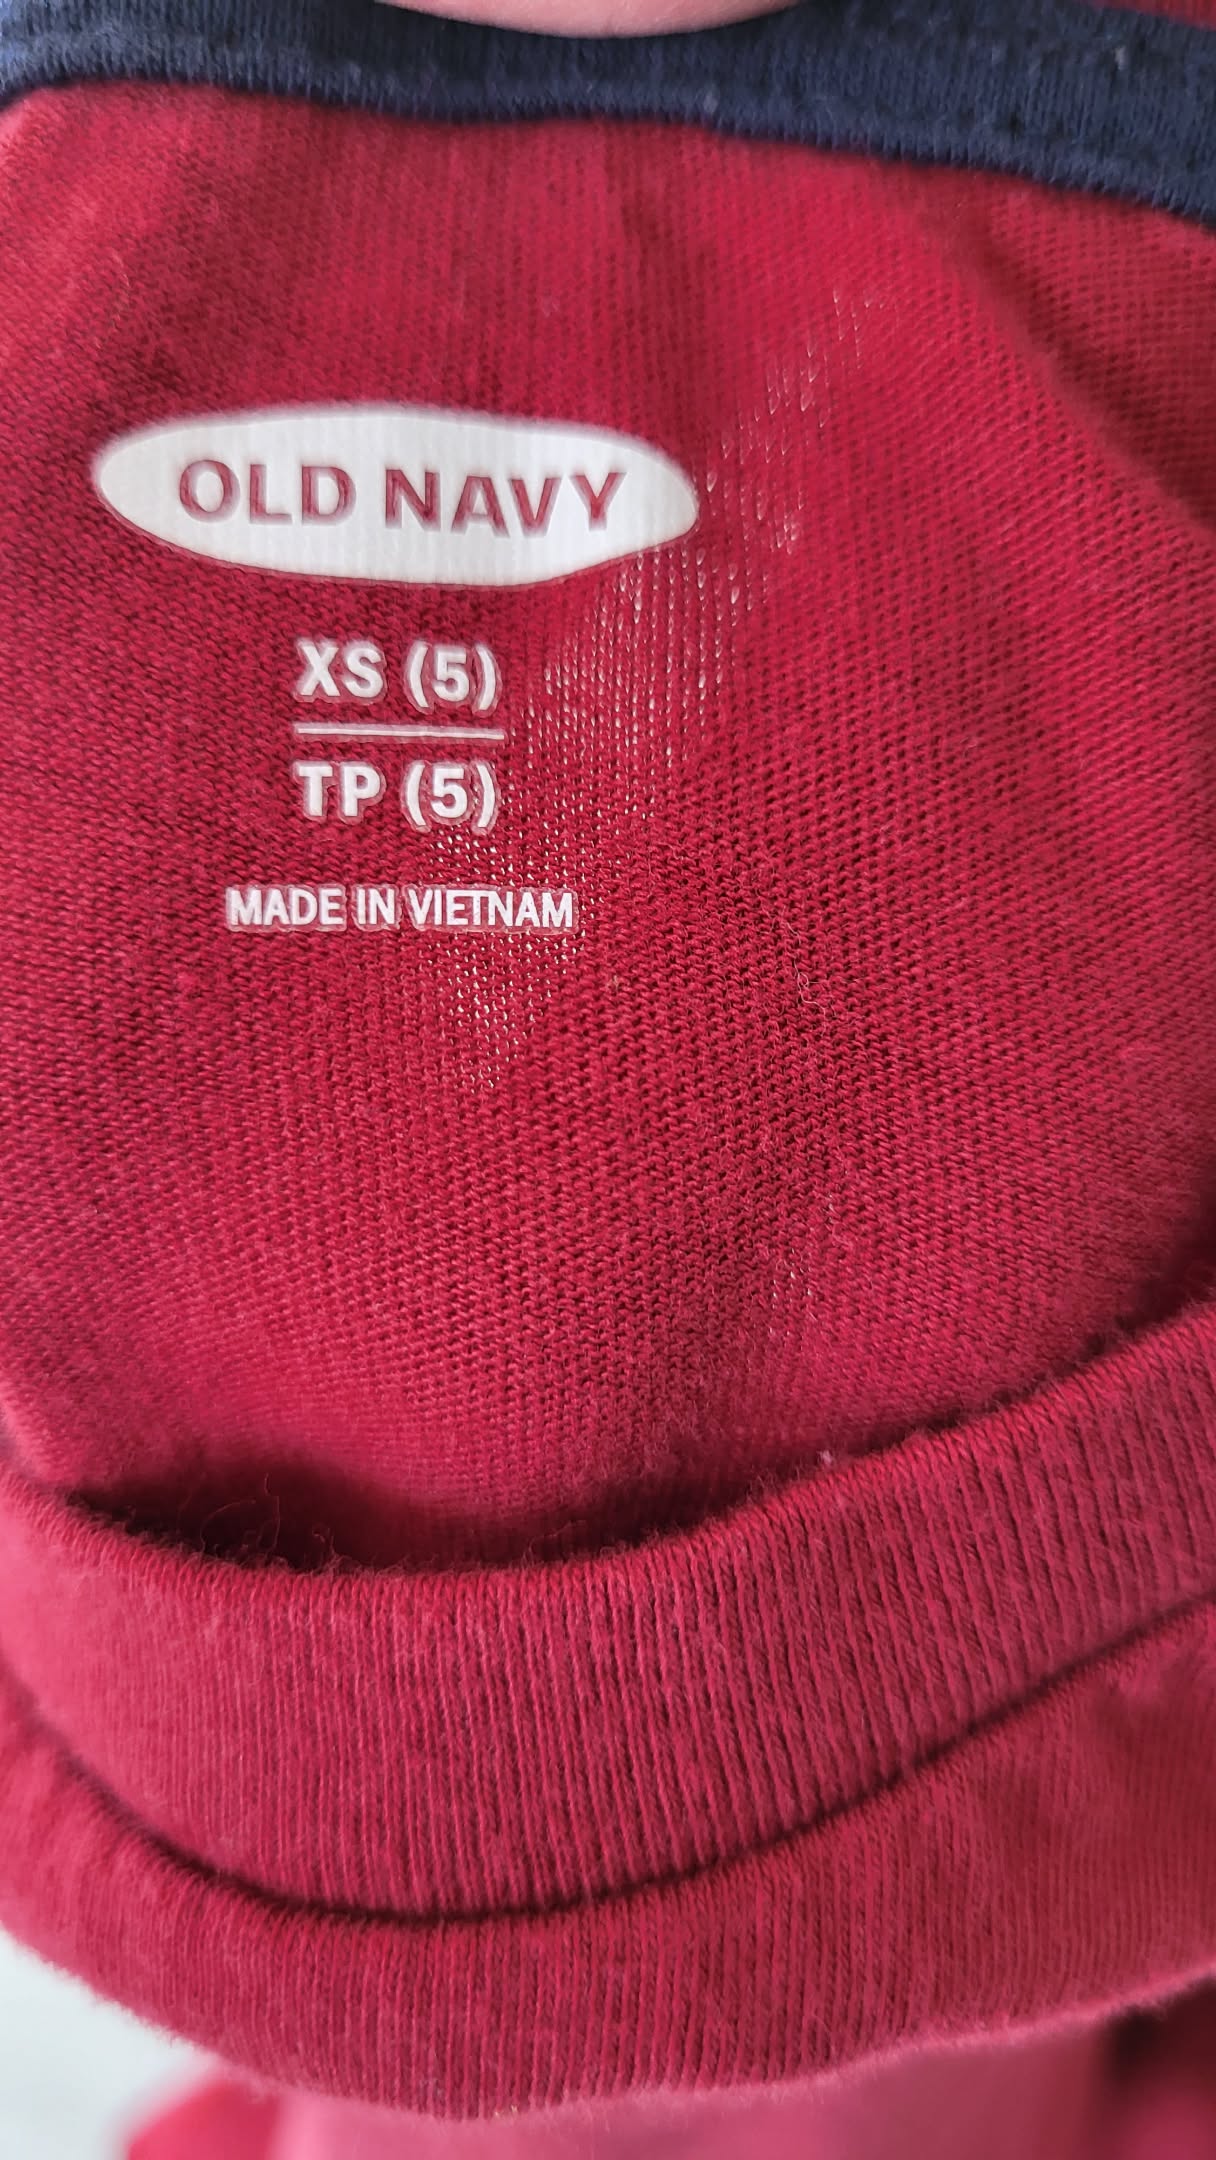 OLD NAVY
XS (5)
TP (5)
MADE IN VIETNAM